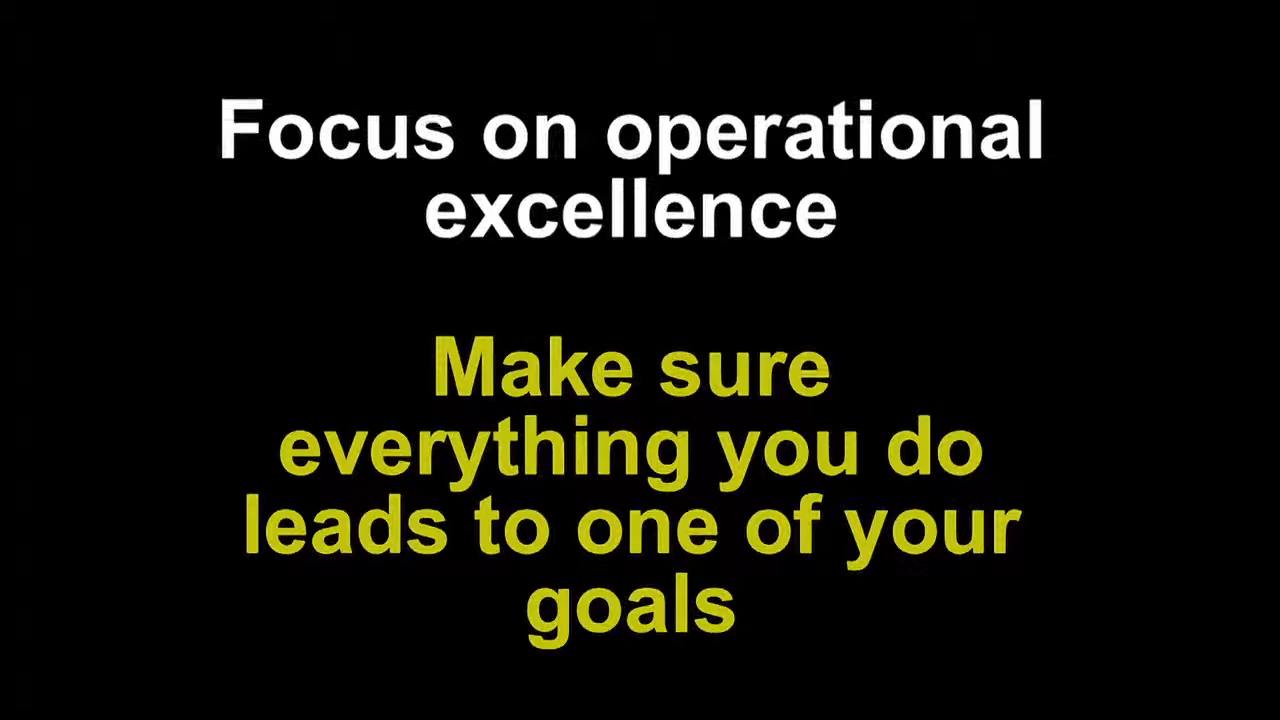 Focus on operational
excellence
Make sure
everything you do
leads to one of your
goals